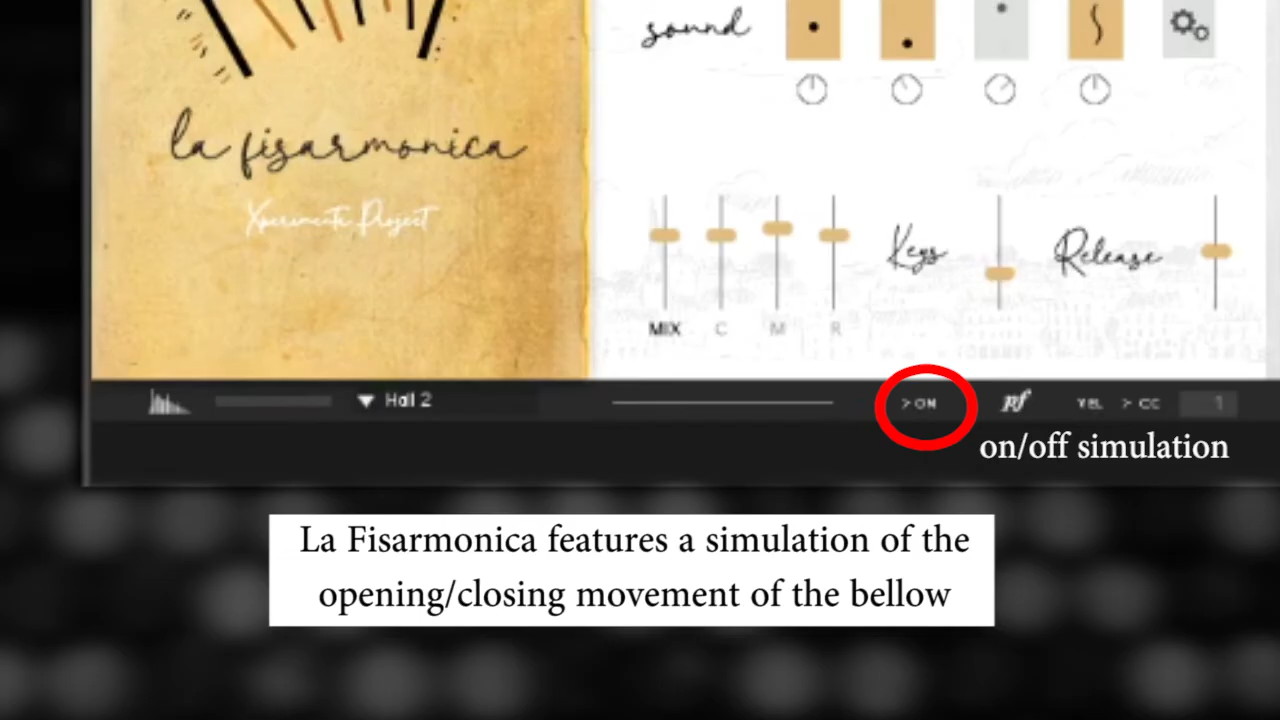 sound
la fisarmonica
Xperimenta Project
Keys
Release
MIX C M R
Hall 2
> ON
pf
VEL > CC 1
on/off simulation
La Fisarmonica features a simulation of the
opening/closing movement of the bellow